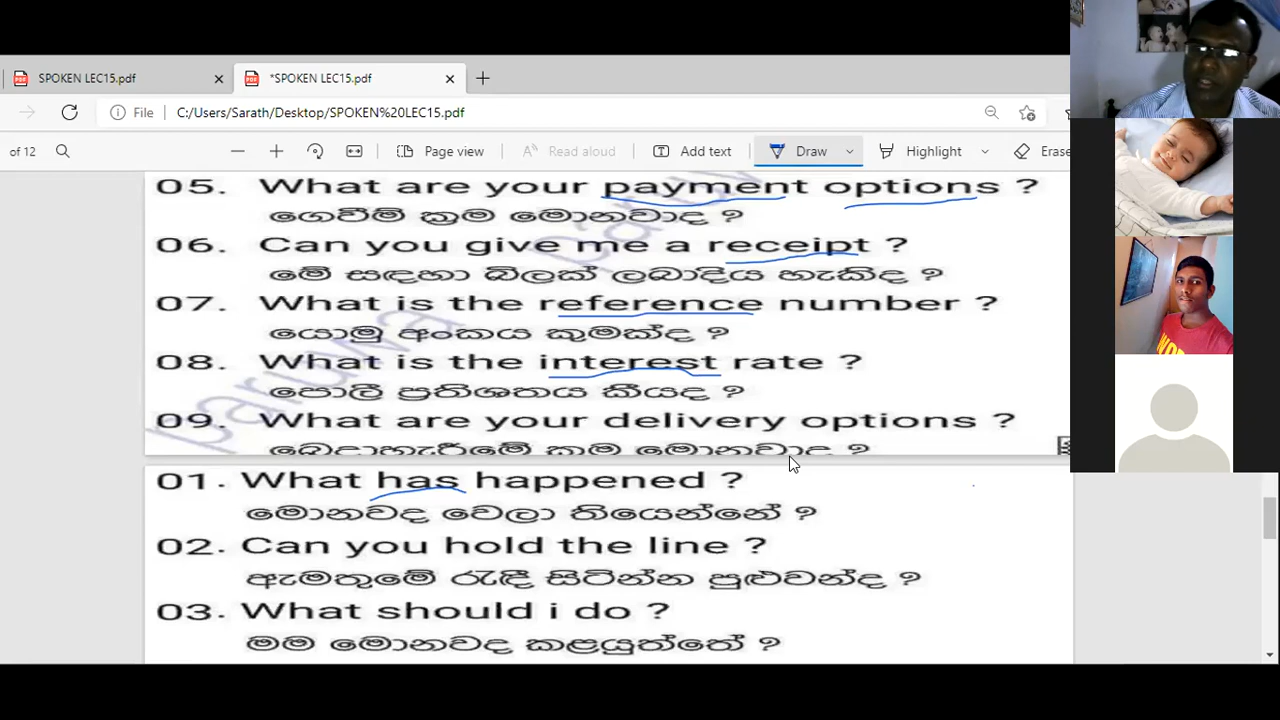 SPOKEN LEC15.pdf
*SPOKEN LEC15.pdf
File C:/Users/Sarath/Desktop/SPOKEN%20LEC15.pdf
of 12 Page view Read aloud Add text Draw Highlight Erase
05. What are your payment options ?
ගෙවීම් ක්‍රම මොනවාද ?
06. Can you give me a receipt ?
මේ සඳහා බිලක් ලබාදිය හැකිද ?
07. What is the reference number ?
යොමු අංකය කුමක්ද ?
08. What is the interest rate ?
පොලී ප්‍රතිශතය කීයද ?
09. What are your delivery options ?
බෙදාහැරීමේ ක්‍රම මොනවාද ?
01. What has happened ?
මොනවද වෙලා තියෙන්නේ ?
02. Can you hold the line ?
ඇමතුමේ රැඳී සිටින්න පුළුවන්ද ?
03. What should i do ?
මම මොනවද කළයුත්තේ ?